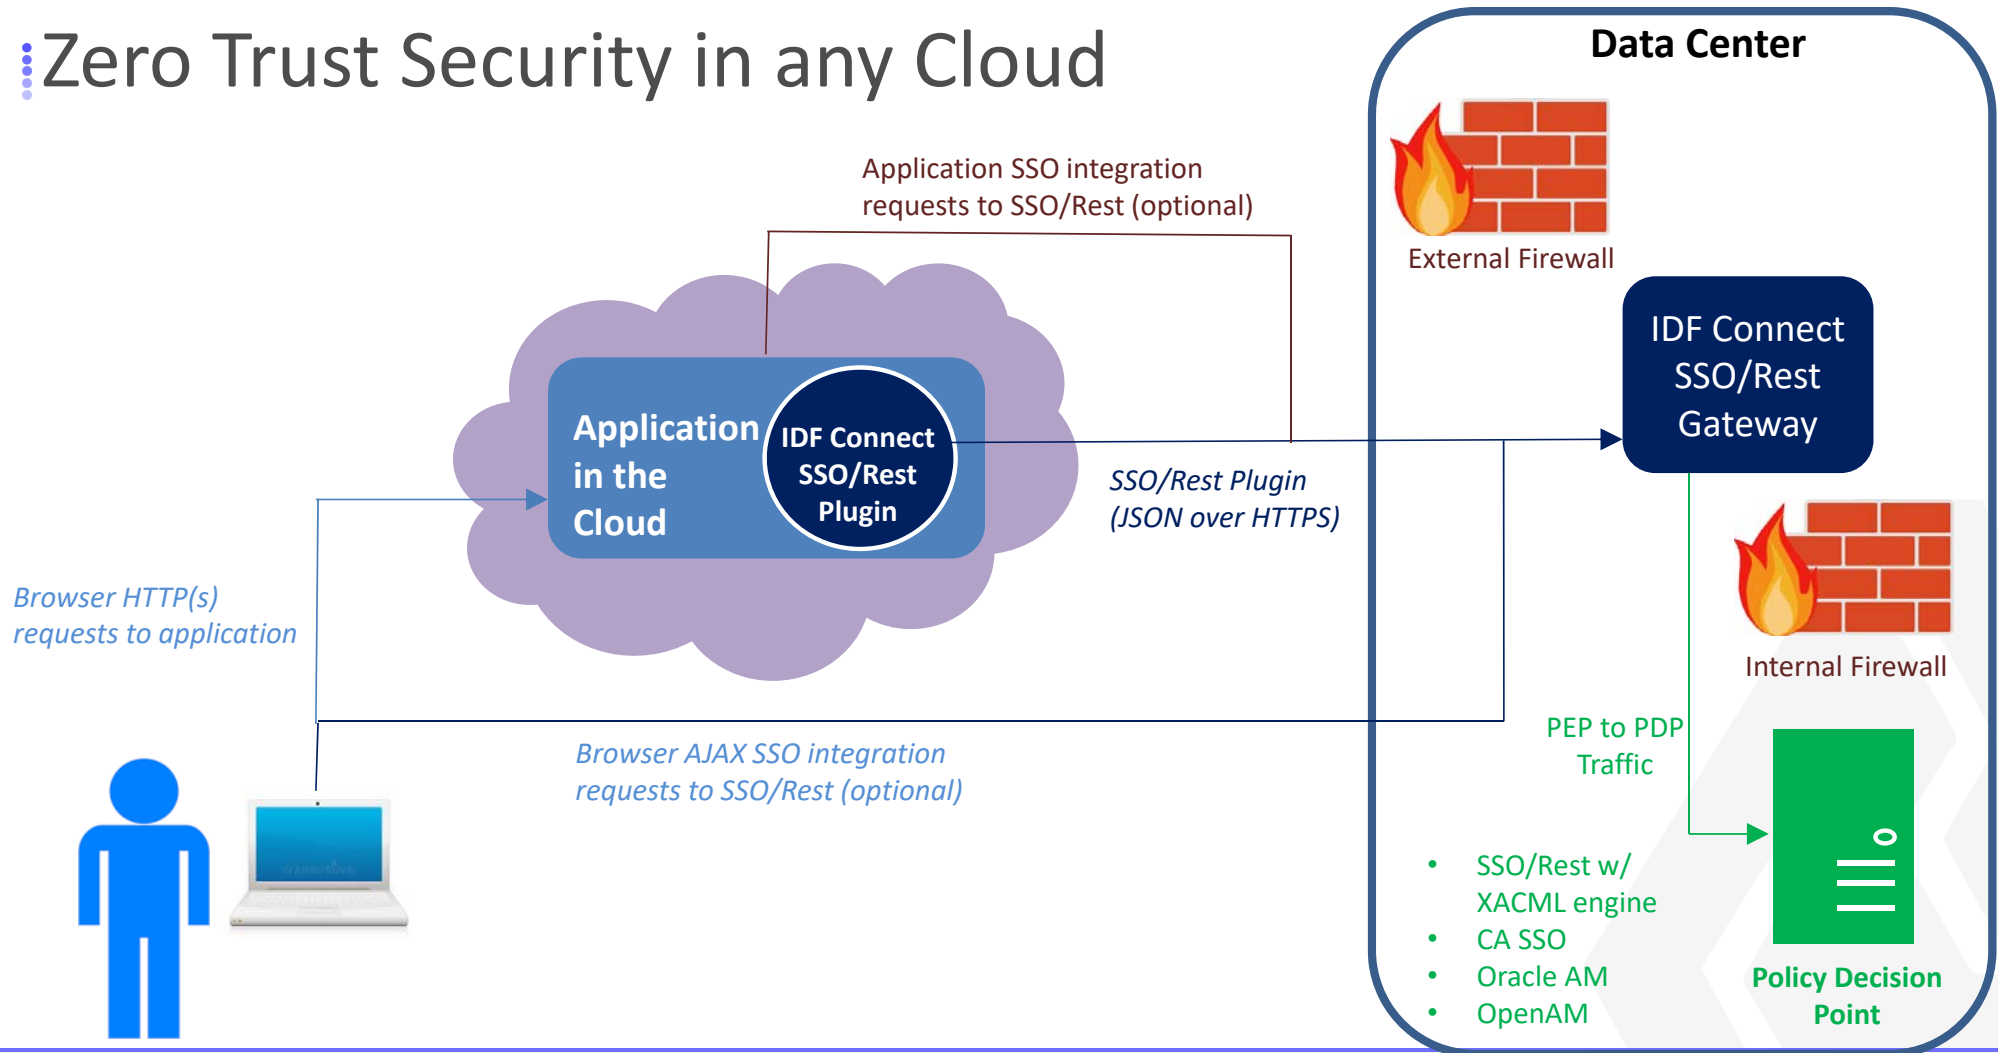 Zero Trust Security in any Cloud
Data Center
Application SSO integration
requests to SSO/Rest (optional)
External Firewall
IDF Connect
SSO/Rest
Gateway
Application
in the
Cloud
IDF Connect
SSO/Rest
Plugin
SSO/Rest Plugin
(JSON over HTTPS)
Browser HTTP(s)
requests to application
Internal Firewall
PEP to PDP
Traffic
Browser AJAX SSO integration
requests to SSO/Rest (optional)
• SSO/Rest w/
XACML engine
• CA SSO
• Oracle AM
• OpenAM
Policy Decision
Point